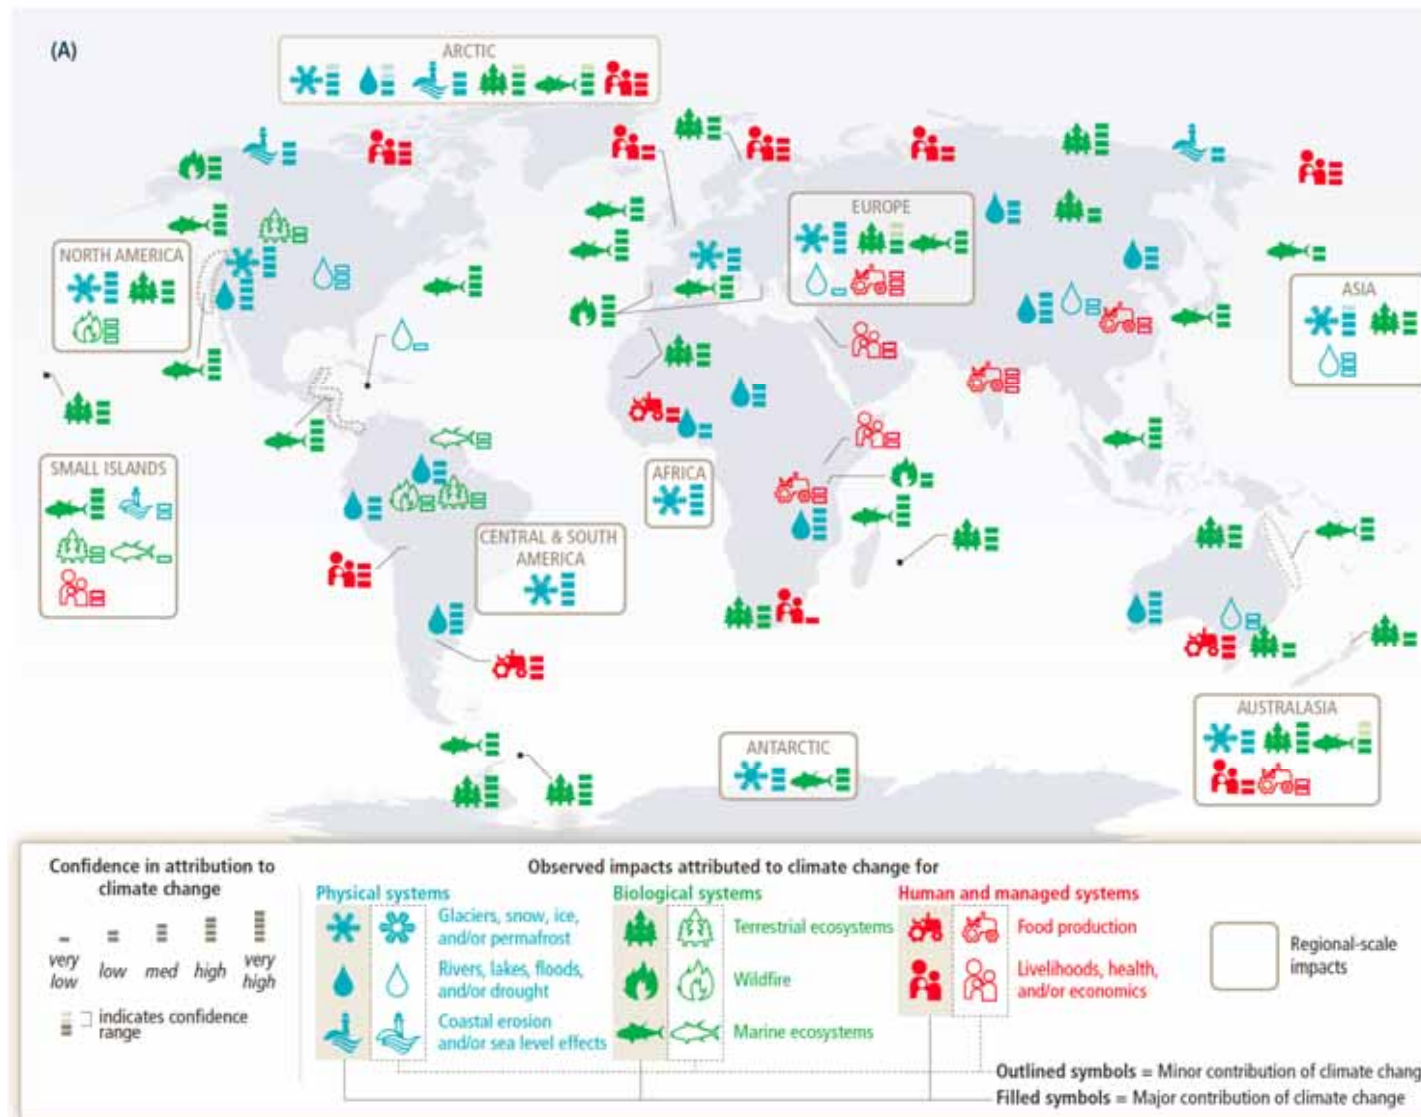 (A)
ARCTIC
EUROPE
NORTH AMERICA
ASIA
SMALL ISLANDS
AFRICA
CENTRAL & SOUTH
AMERICA
AUSTRALASIA
ANTARCTIC
Confidence in attribution to
climate change
very
low
low
med
high
very
high
indicates confidence
range
Observed impacts attributed to climate change for
Physical systems
Glaciers, snow, ice,
and/or permafrost
Rivers, lakes, floods,
and/or drought
Coastal erosion
and/or sea level effects
Biological systems
Terrestrial ecosystems
Wildfire
Marine ecosystems
Human and managed systems
Food production
Livelihoods, health,
and/or economics
Regional-scale
impacts
Outlined symbols = Minor contribution of climate chang
Filled symbols = Major contribution of climate change